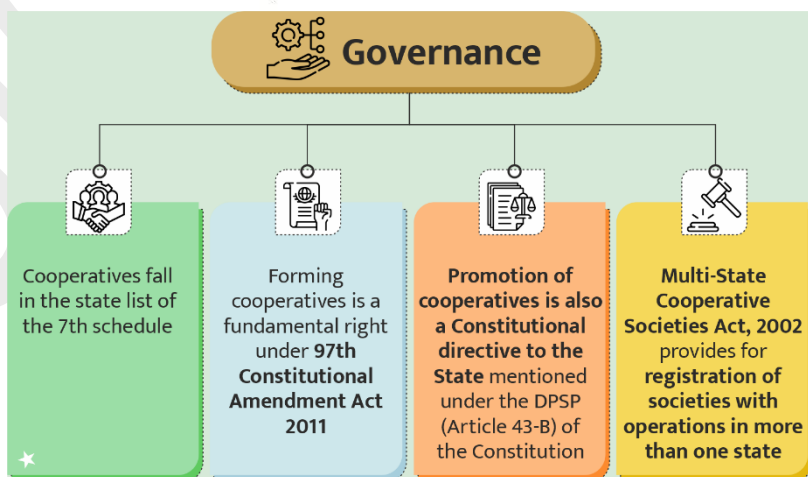 Governance
Cooperatives fall
in the state list of
the 7th schedule
Forming
cooperatives is a
fundamental right
under 97th
Constitutional
Amendment Act
2011
Promotion of
cooperatives is also
a Constitutional
directive to the
State mentioned
under the DPSP
(Article 43-B) of
the Constitution
Multi-State
Cooperative
Societies Act, 2002
provides for
registration of
societies with
operations in more
than one state